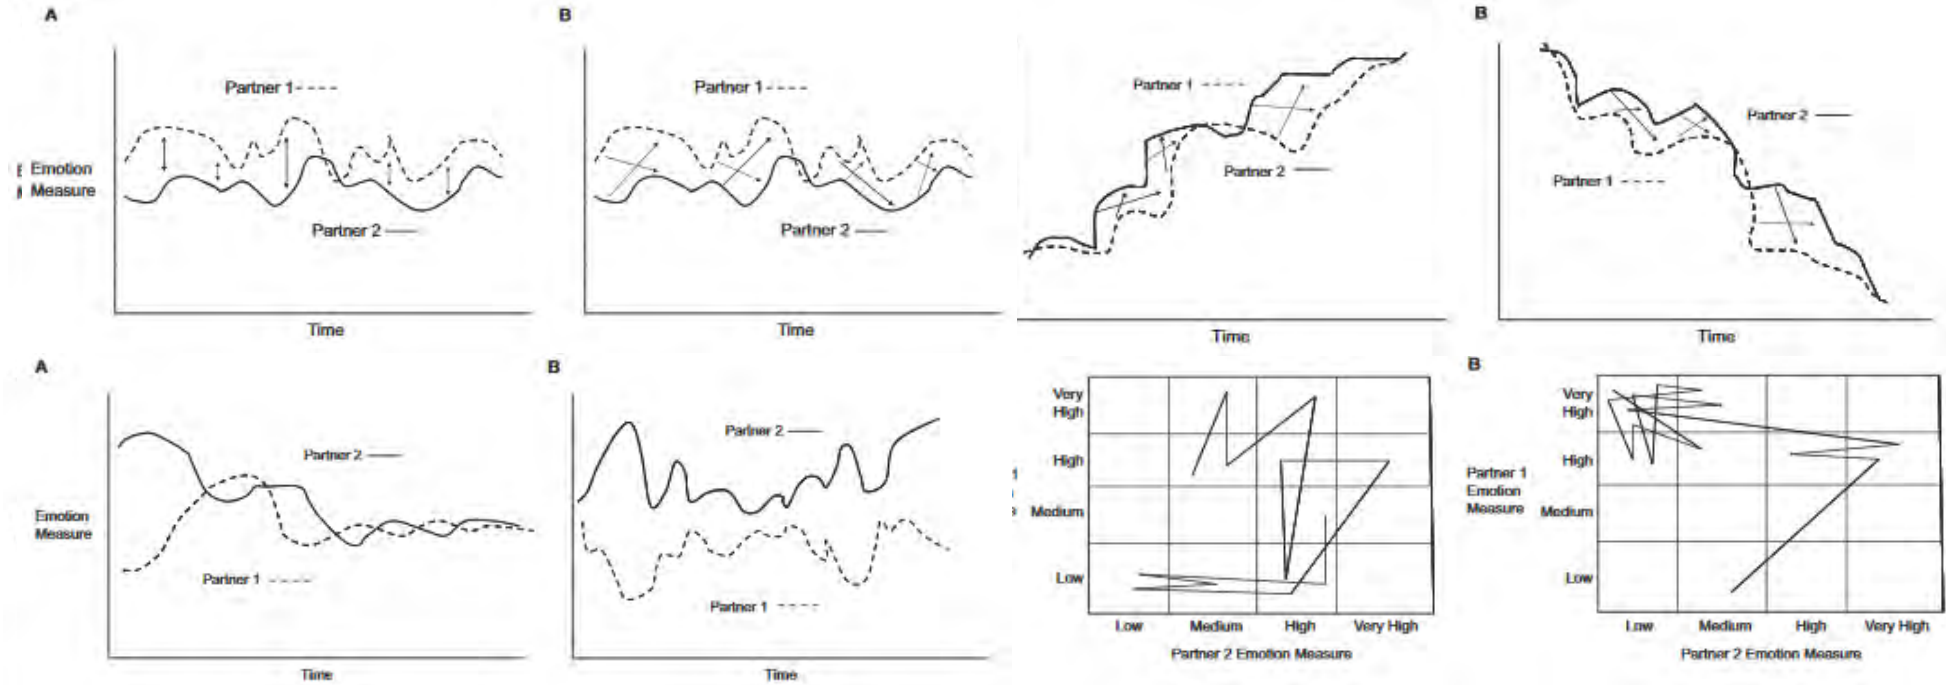 A
Partner 1
Emotion
Measure
Partner 2
Time
B
Partner 1
Partner 2
Time
Partner 1
Partner 2
Time
B
Partner 2
Partner 1
Time
A
Partner 2
Emotion
Measure
Partner 1
Time
B
Partner 2
Partner 1
Time
Very
High
High
Medium
Low
Low Medium High Very High
Partner 2 Emotion Measure
B
Very
High
Partner 1
Emotion
Measure
High
Medium
Low
Low Medium High Very High
Partner 2 Emotion Measure